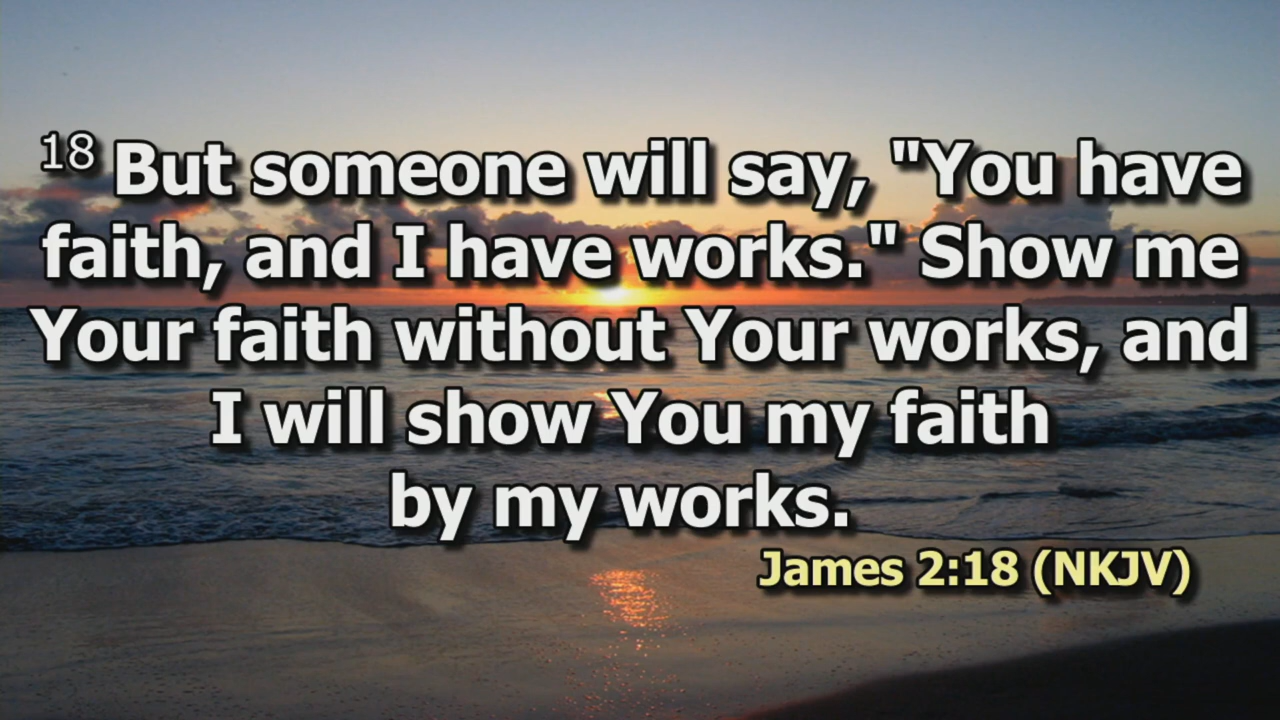 18 But someone will say, "You have
faith, and I have works." Show me
Your faith without Your works, and
I will show You my faith
by my works.
James 2:18 (NKJV)